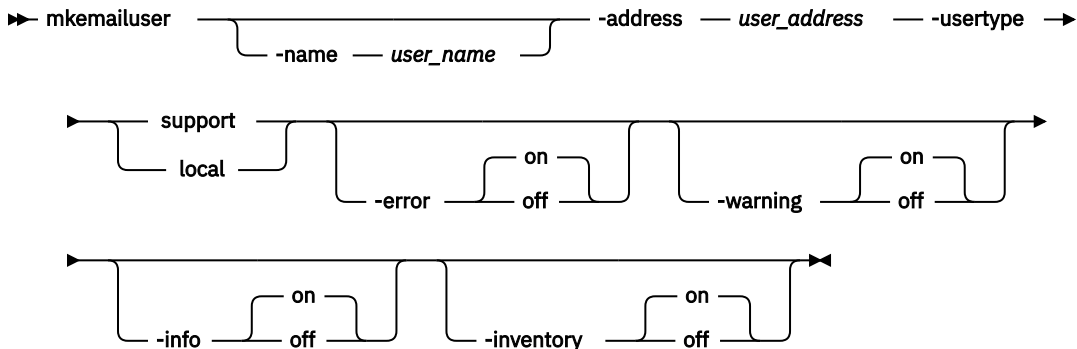 mkemailuser -name user_name -address user_address -usertype
support
local
-error on off -warning on off
-info on off -inventory on off